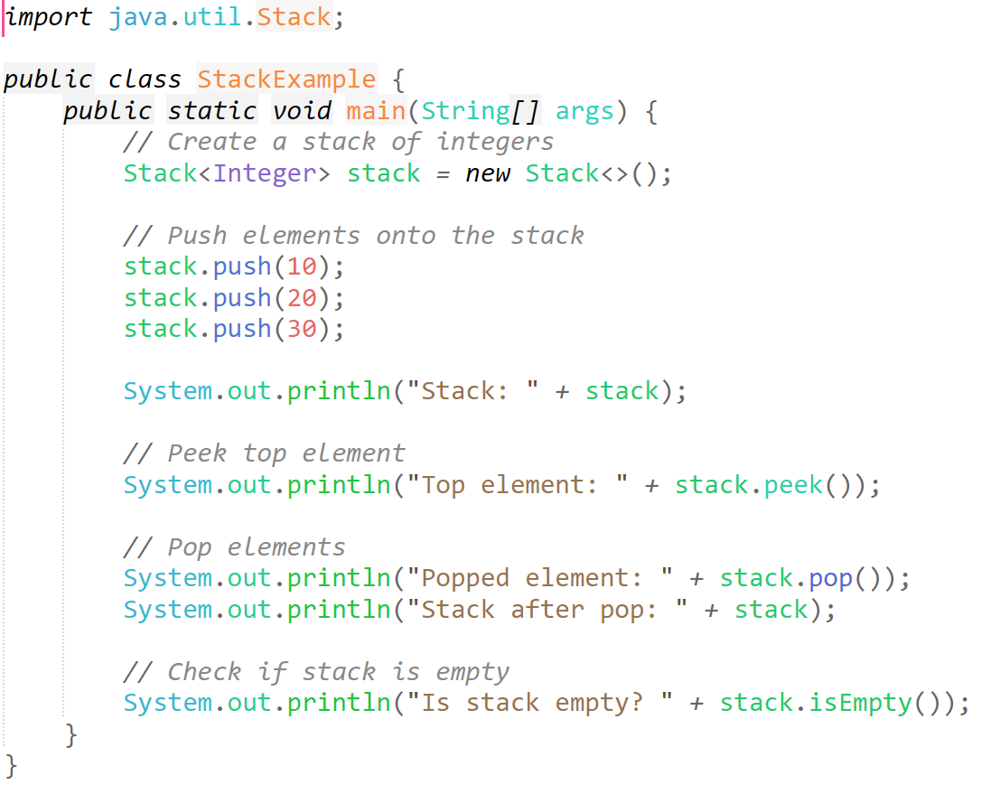 import java.util.Stack;
public class StackExample {
public static void main(String[] args) {
// Create a stack of integers
Stack<Integer> stack = new Stack<>();
// Push elements onto the stack
stack.push(10);
stack.push(20);
stack.push(30);
System.out.println("Stack: " + stack);
// Peek top element
System.out.println("Top element: " + stack.peek());
// Pop elements
System.out.println("Popped element: " + stack.pop());
System.out.println("Stack after pop: " + stack);
// Check if stack is empty
System.out.println("Is stack empty? " + stack.isEmpty());
}
}